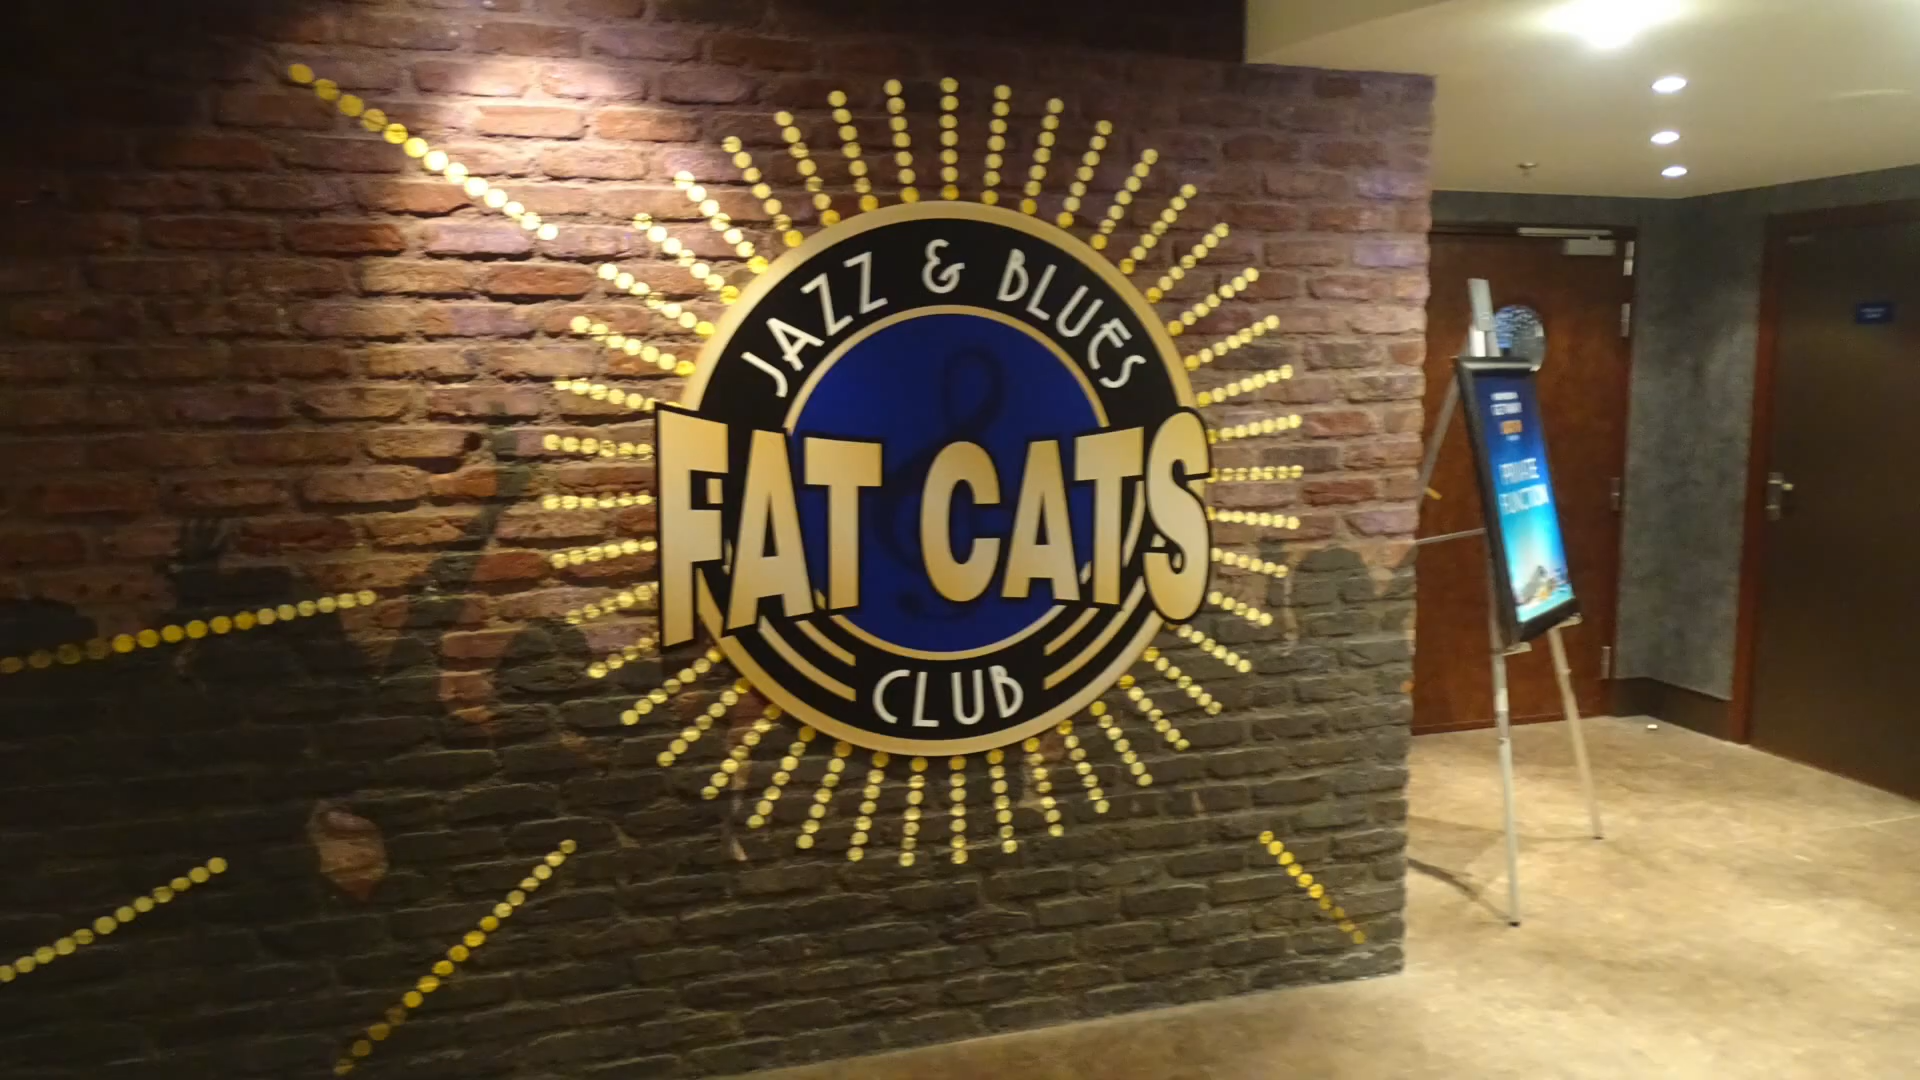 JAZZ & BLUES
FAT CATS
CLUB
PRIVATE
FUNCTION